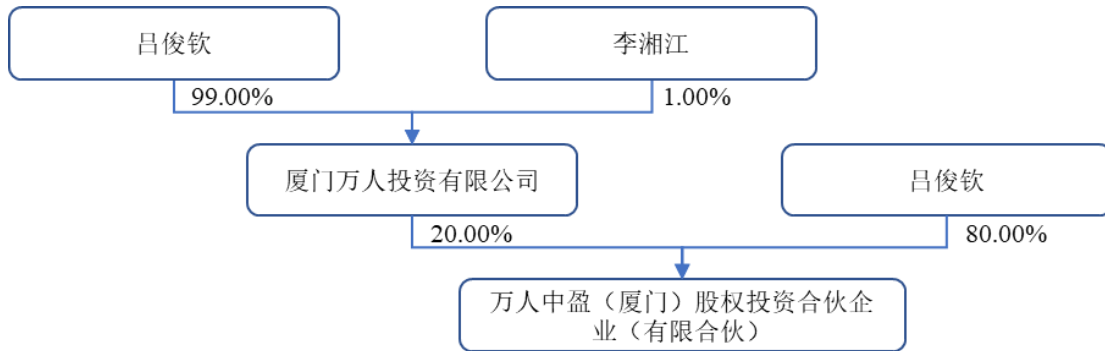 吕俊钦
李湘江
99.00%
1.00%
厦门万人投资有限公司
吕俊钦
20.00%
80.00%
万人中盈（厦门）股权投资合伙企
业（有限合伙）